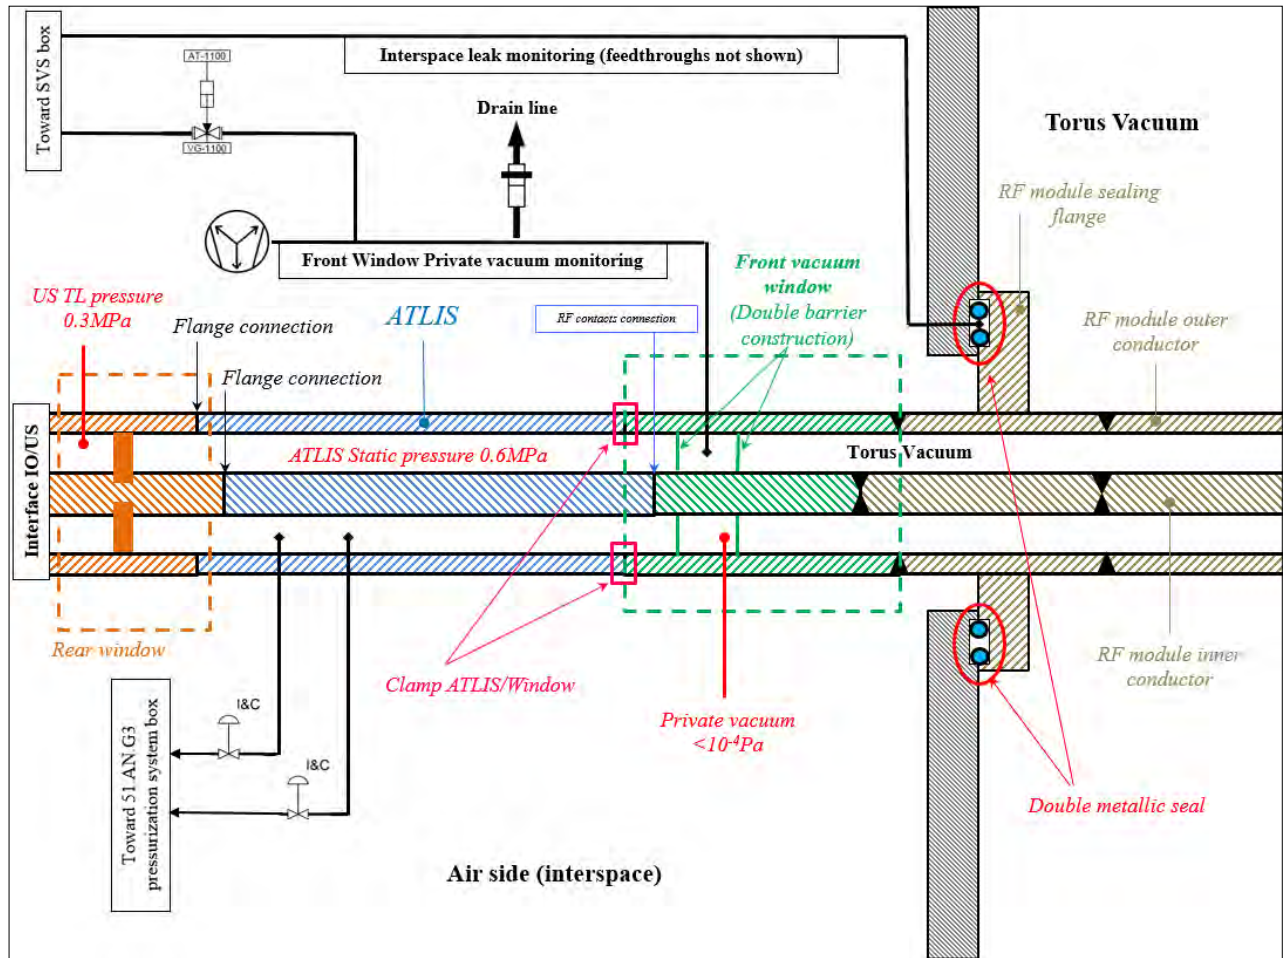 Toward SVS box
AT-1100
VG-1100
Interspace leak monitoring (feedthroughs not shown)
Drain line
Torus Vacuum
RF module sealing
flange
Front Window Private vacuum monitoring
Front vacuum
window
(Double barrier
construction)
US TL pressure
0.3MPa
Flange connection
ATLIS
RF contacts connection
RF module outer
conductor
Flange connection
Interface IO/US
ATLIS Static pressure 0.6MPa
Torus Vacuum
Rear window
Clamp ATLIS/Window
RF module inner
conductor
Private vacuum
<10-4Pa
I&C
I&C
Toward 51.AN.G3
pressurization system box
Double metallic seal
Air side (interspace)